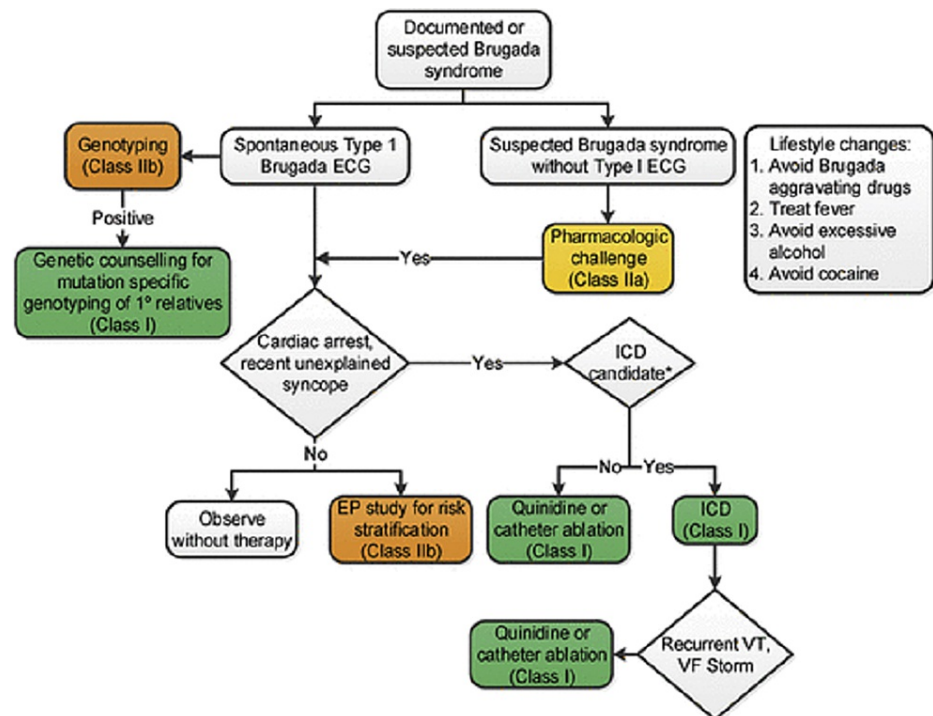 Documented or
suspected Brugada
syndrome
Genotyping
(Class IIb)
Spontaneous Type 1
Brugada ECG
Suspected Brugada syndrome
without Type I ECG
Lifestyle changes:
1. Avoid Brugada
aggravating drugs
2. Treat fever
3. Avoid excessive
alcohol
4. Avoid cocaine
Positive
Yes
Pharmacologic
challenge
(Class IIa)
Genetic counselling for
mutation specific
genotyping of 1º relatives
(Class I)
Cardiac arrest,
recent unexplained
syncope
Yes
ICD
candidate*
No
No
Yes
Observe
without therapy
EP study for risk
stratification
(Class IIb)
Quinidine or
catheter ablation
(Class I)
ICD
(Class I)
Quinidine or
catheter ablation
(Class I)
Recurrent VT,
VF Storm